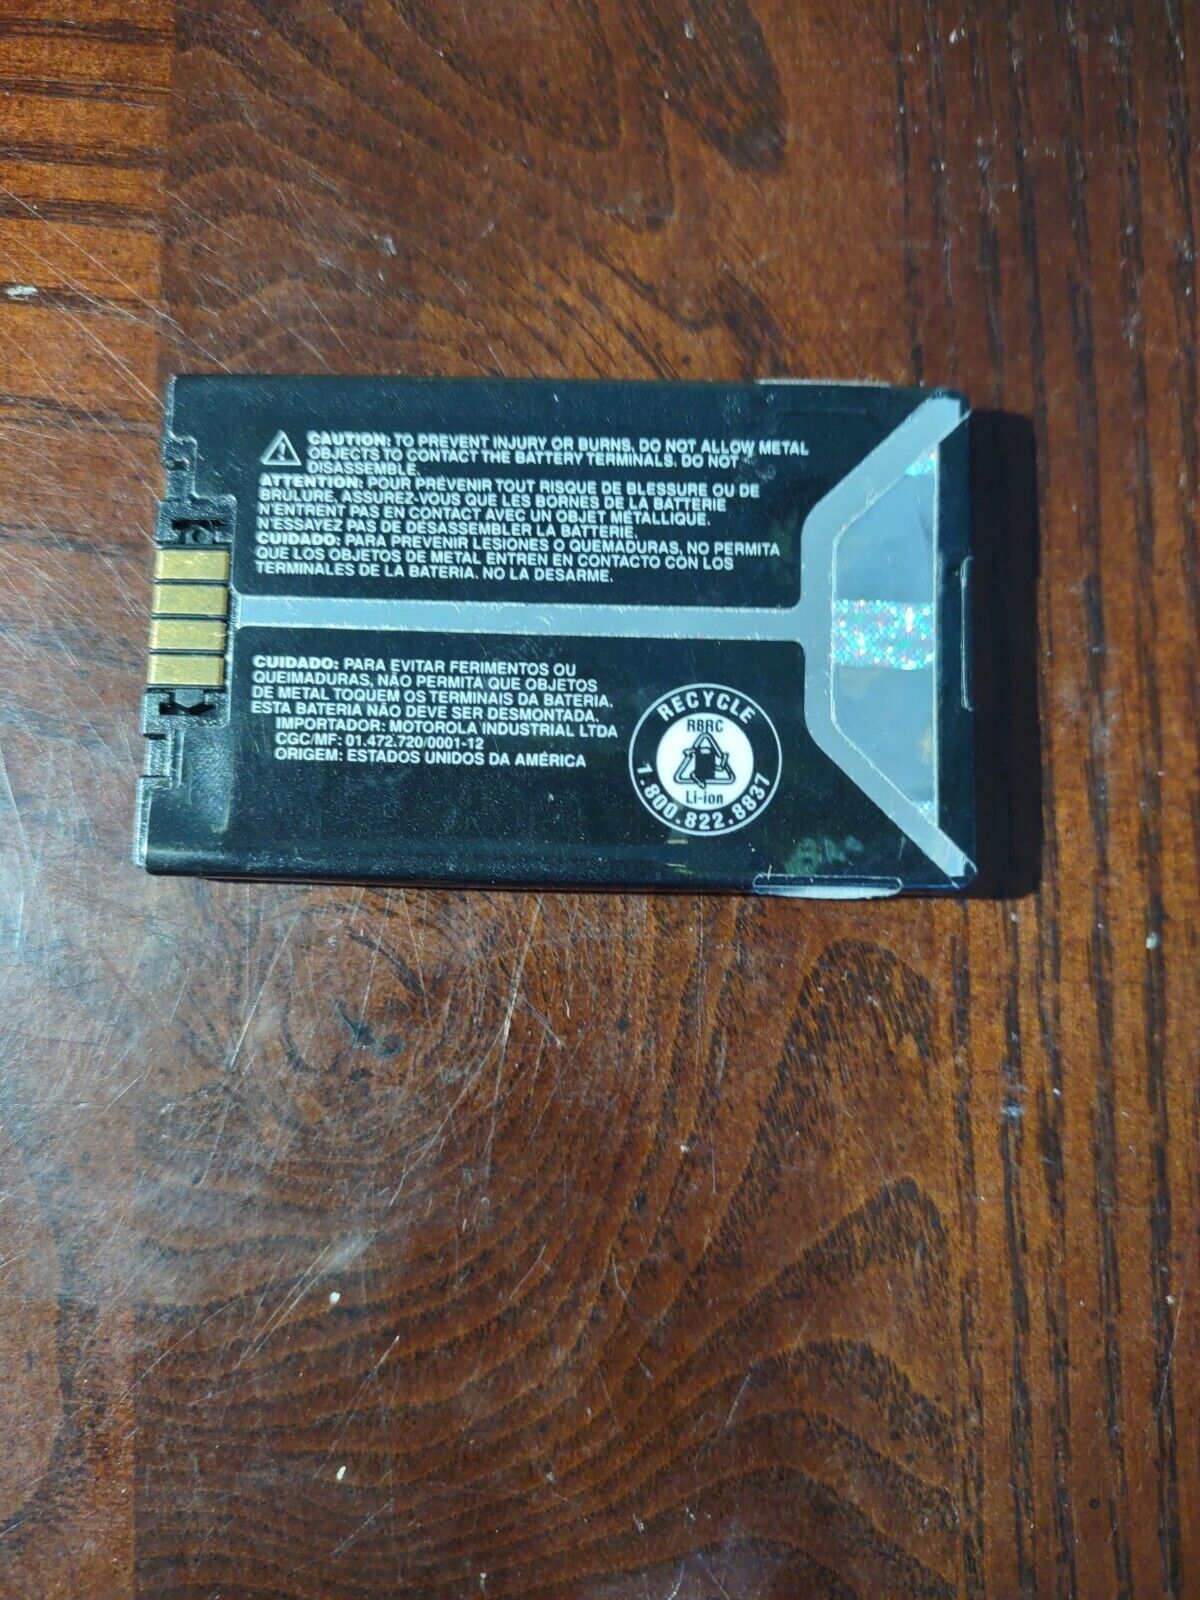 CAUTION: TO PREVENT INJURY OR BURNS, DO NOT ALLOW METAL
OBJECTS TO CONTACT THE BATTERY TERMINALS. DO NOT
DISASSEMBLE.
ATTENTION: POUR PRÉVENIR TOUT RISQUE DE BLESSURE OU DE
BRÛLURE, ASSUREZ-VOUS QUE LES BORNES DE LA BATTERIE
N'ENTRENT PAS EN CONTACT AVEC UN OBJET MÉTALLIQUE.
N'ESSAYEZ PAS DE DÉSASSEMBLER LA BATTERIE.
CUIDADO: PARA PREVENIR LESIONES O QUEMADURAS, NO PERMITA
QUE LOS OBJETOS DE METAL ENTREN EN CONTACTO CON LOS
TERMINALES DE LA BATERIA. NO LA DESARME.
CUIDADO: PARA EVITAR FERIMENTOS OU
QUEIMADURAS, NÃO PERMITA QUE OBJETOS
DE METAL TOQUEM OS TERMINAIS DA BATERIA.
ESTA BATERIA NÃO DEVE SER DESMONTADA.
IMPORTADOR: MOTOROLA INDUSTRIAL LTDA
CGC/MF: 01.472.720/0001-12
ORIGEM: ESTADOS UNIDOS DA AMÉRICA
RECYCLE
RBRC
Li-ion
1.800.822.8837